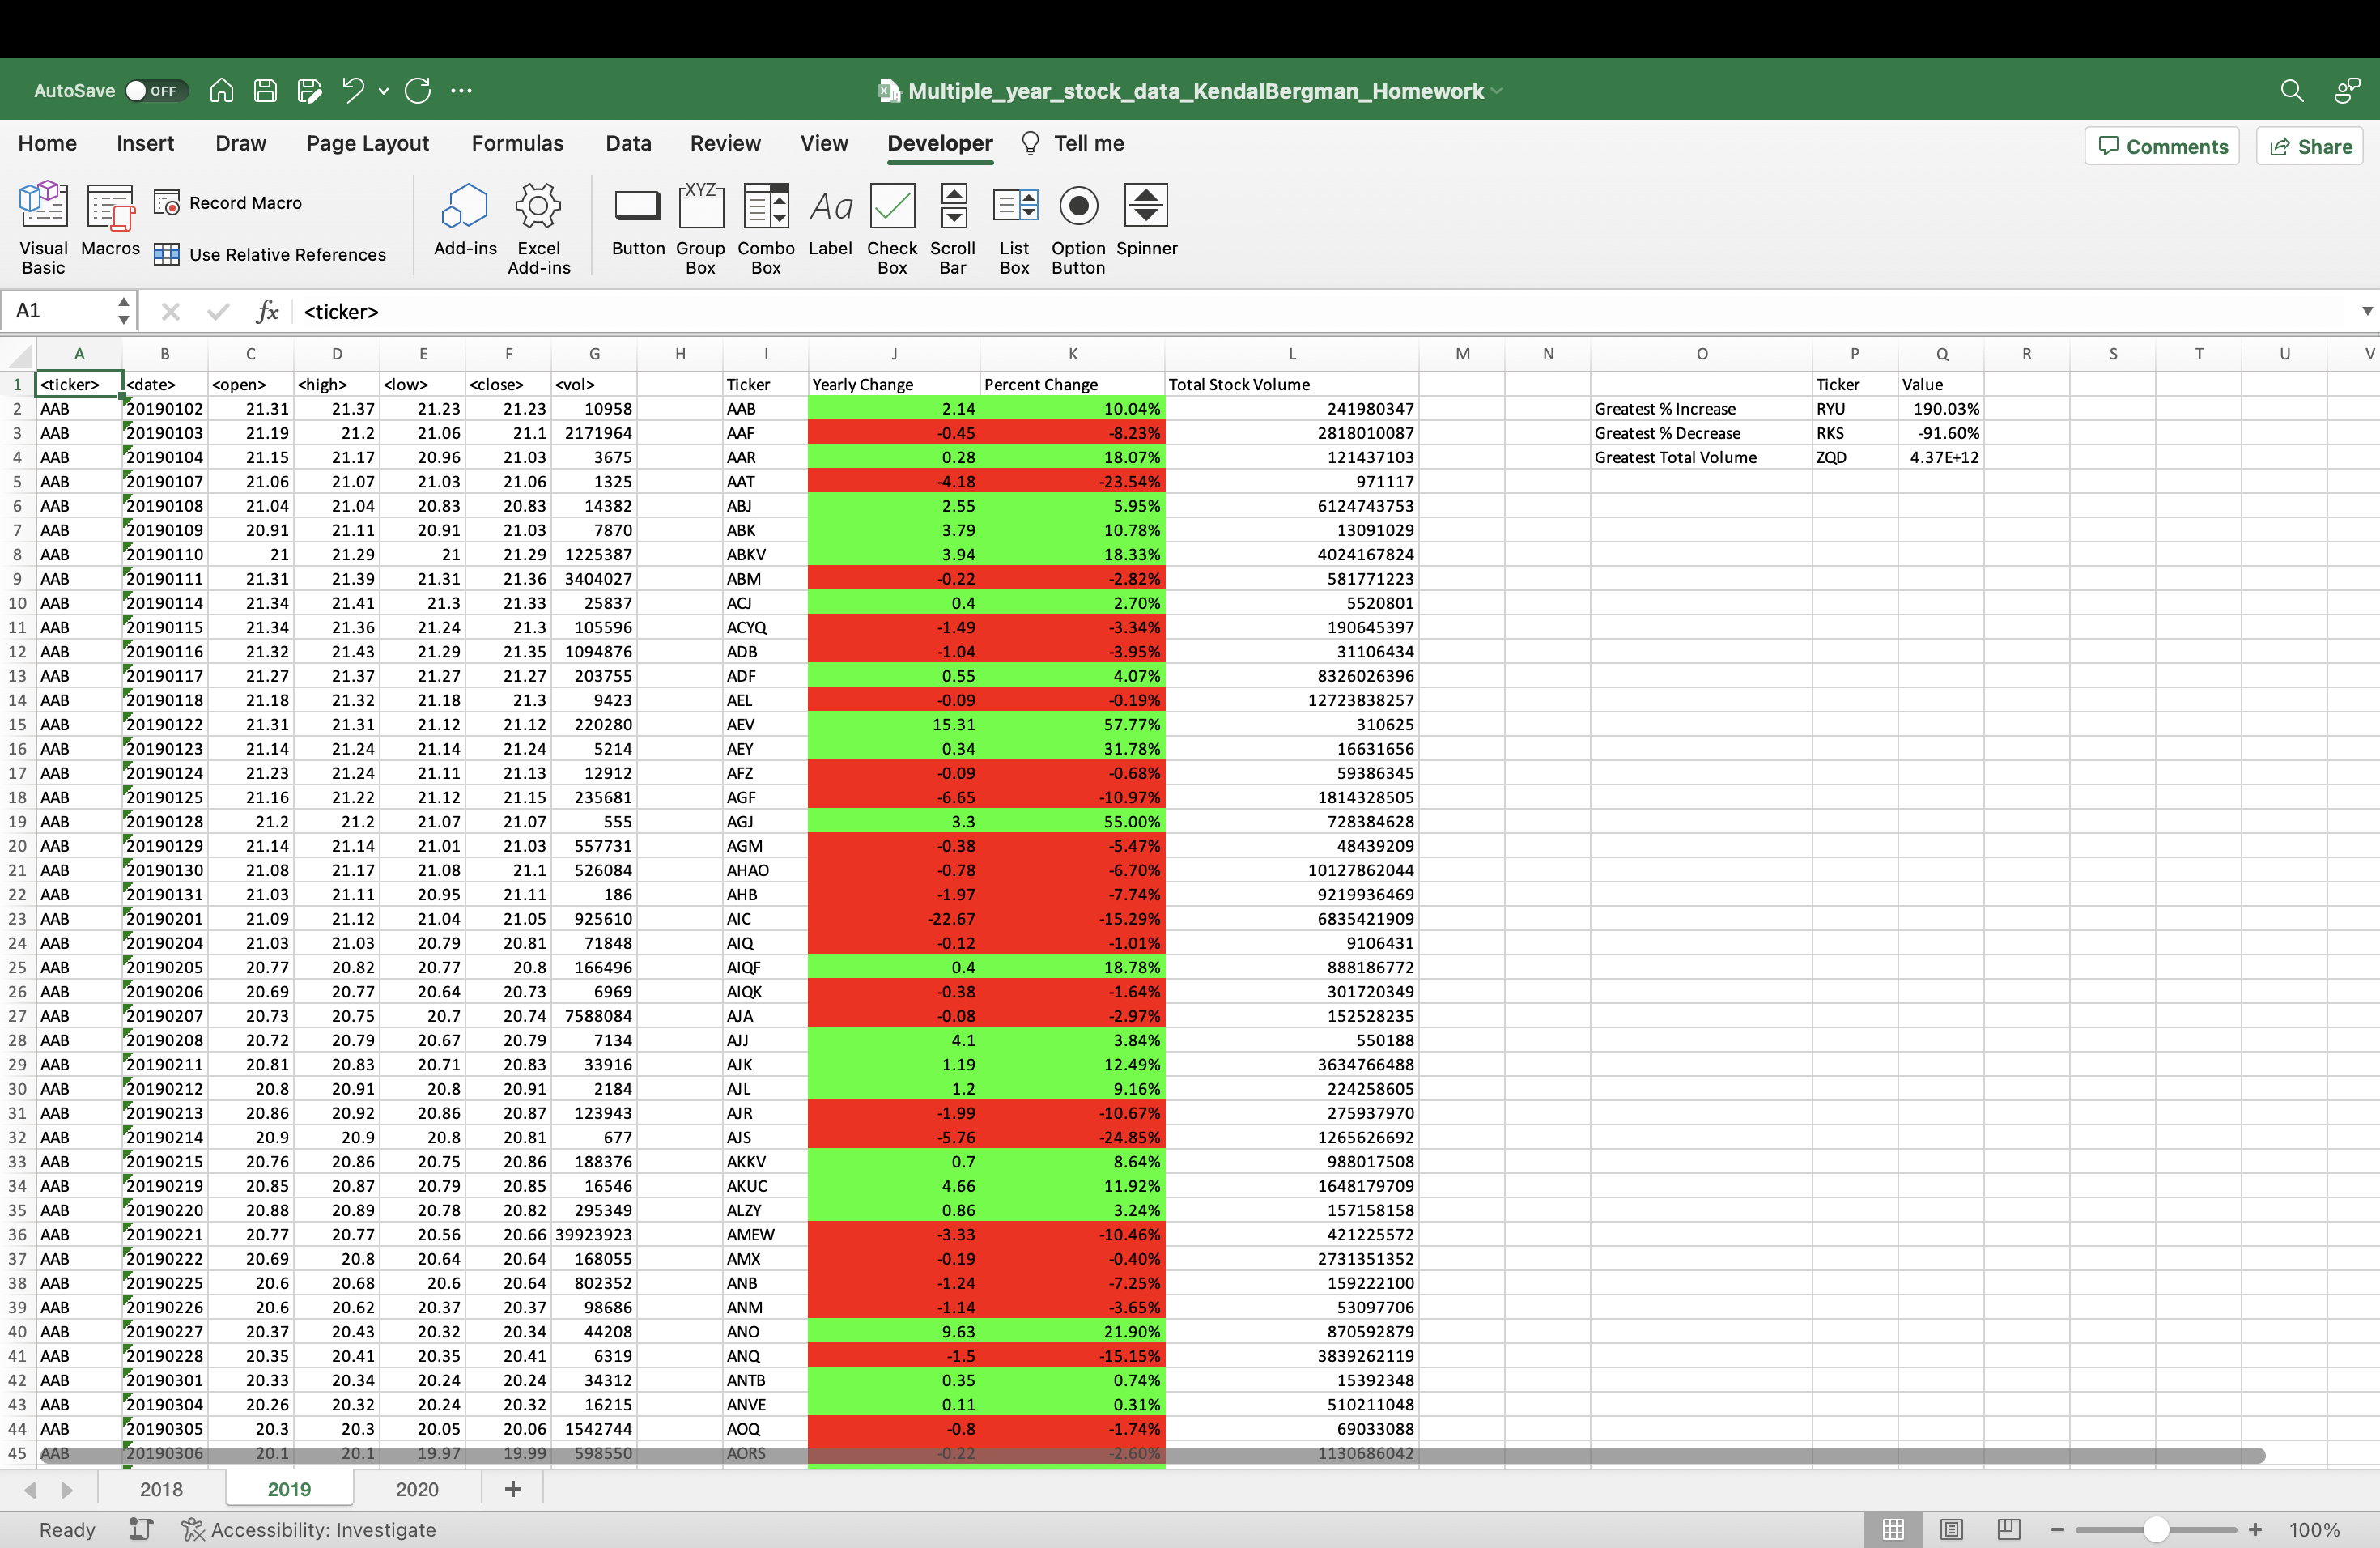 AutoSave OFF Multiple_year_stock_data_KendalBergman_Homework
Home Insert Draw Page Layout Formulas Data Review View Developer Tell me Comments Share
Visual Basic Macros Record Macro Use Relative References Add-ins Excel Add-ins Button Group Box Combo Box Label Check Box Scroll Bar List Box Option Button Spinner
A1 fx <ticker>
A B C D E F G H I J K L M N O P Q R S T U V
1 <ticker> <date> <open> <high> <low> <close> <vol> Ticker Yearly Change Percent Change Total Stock Volume Ticker Value
2 AAB 20190102 21.31 21.37 21.23 21.23 10958 AAB 2.14 10.04% 241980347 Greatest % Increase RYU 190.03%
3 AAB 20190103 21.19 21.2 21.06 21.1 2171964 AAF -0.45 -8.23% 2818010087 Greatest % Decrease RKS -91.60%
4 AAB 20190104 21.15 21.17 20.96 21.03 3675 AAR 0.28 18.07% 121437103 Greatest Total Volume ZQD 4.37E+12
5 AAB 20190107 21.06 21.07 21.03 21.06 1325 AAT -4.18 -23.54% 971117
6 AAB 20190108 21.04 21.04 20.83 20.83 14382 ABJ 2.55 5.95% 6124743753
7 AAB 20190109 20.91 21.11 20.91 21.03 7870 ABK 3.79 10.78% 13091029
8 AAB 20190110 21 21.29 21 21.29 1225387 ABKV 3.94 18.33% 4024167824
9 AAB 20190111 21.31 21.39 21.31 21.36 3404027 ABM -0.22 -2.82% 581771223
10 AAB 20190114 21.34 21.41 21.3 21.33 25837 ACJ 0.4 2.70% 5520801
11 AAB 20190115 21.34 21.36 21.24 21.3 105596 ACYQ -1.49 -3.34% 190645397
12 AAB 20190116 21.32 21.43 21.29 21.35 1094876 ADB -1.04 -3.95% 31106434
13 AAB 20190117 21.27 21.37 21.27 21.27 203755 ADF 0.55 4.07% 8326026396
14 AAB 20190118 21.18 21.32 21.18 21.3 9423 AEL -0.09 -0.19% 12723838257
15 AAB 20190122 21.31 21.31 21.12 21.12 220280 AEV 15.31 57.77% 310625
16 AAB 20190123 21.14 21.24 21.14 21.24 5214 AEY 0.34 31.78% 16631656
17 AAB 20190124 21.23 21.24 21.11 21.13 12912 AFZ -0.09 -0.68% 59386345
18 AAB 20190125 21.16 21.22 21.12 21.15 235681 AGF -6.65 -10.97% 1814328505
19 AAB 20190128 21.2 21.2 21.07 21.07 555 AGJ 3.3 55.00% 728384628
20 AAB 20190129 21.14 21.14 21.01 21.03 557731 AGM -0.38 -5.47% 48439209
21 AAB 20190130 21.08 21.17 21.08 21.1 526084 AHAO -0.78 -6.70% 10127862044
22 AAB 20190131 21.03 21.11 20.95 21.11 186 AHB -1.97 -7.74% 9219936469
23 AAB 20190201 21.09 21.12 21.04 21.05 925610 AIC -22.67 -15.29% 6835421909
24 AAB 20190204 21.03 21.03 20.79 20.81 71848 AIQ -0.12 -1.01% 9106431
25 AAB 20190205 20.77 20.82 20.77 20.8 166496 AIQF 0.4 18.78% 888186772
26 AAB 20190206 20.69 20.77 20.64 20.73 6969 AIQK -0.38 -1.64% 301720349
27 AAB 20190207 20.73 20.75 20.7 20.74 7588084 AJA -0.08 -2.97% 152528235
28 AAB 20190208 20.72 20.79 20.67 20.79 7134 AJJ 4.1 3.84% 550188
29 AAB 20190211 20.81 20.83 20.71 20.83 33916 AJK 1.19 12.49% 3634766488
30 AAB 20190212 20.8 20.91 20.8 20.91 2184 AJL 1.2 9.16% 224258605
31 AAB 20190213 20.86 20.92 20.86 20.87 123943 AJR -1.99 -10.67% 275937970
32 AAB 20190214 20.9 20.9 20.8 20.81 677 AJS -5.76 -24.85% 1265626692
33 AAB 20190215 20.76 20.86 20.75 20.86 188376 AKKV 0.7 8.64% 988017508
34 AAB 20190219 20.85 20.87 20.79 20.85 16546 AKUC 4.66 11.92% 1648179709
35 AAB 20190220 20.88 20.89 20.78 20.82 295349 ALZY 0.86 3.24% 157158158
36 AAB 20190221 20.77 20.77 20.56 20.66 39923923 AMEW -3.33 -10.46% 421225572
37 AAB 20190222 20.69 20.8 20.64 20.64 168055 AMX -0.19 -0.40% 2731351352
38 AAB 20190225 20.6 20.68 20.6 20.64 802352 ANB -1.24 -7.25% 159222100
39 AAB 20190226 20.6 20.62 20.37 20.37 98686 ANM -1.14 -3.65% 53097706
40 AAB 20190227 20.37 20.43 20.32 20.34 44208 ANO 9.63 21.90% 870592879
41 AAB 20190228 20.35 20.41 20.35 20.41 6319 ANQ -1.5 -15.15% 3839262119
42 AAB 20190301 20.33 20.34 20.24 20.24 34312 ANTB 0.35 0.74% 15392348
43 AAB 20190304 20.26 20.32 20.24 20.32 16215 ANVE 0.11 0.31% 510211048
44 AAB 20190305 20.3 20.3 20.05 20.06 1542744 AOQ -0.8 -1.74% 69033088
45 AAB 20190306 20.1 20.1 19.97 19.99 598550 AORS -0.22 -2.60% 1130686042
2018 2019 2020 +
Ready Accessibility: Investigate 100%